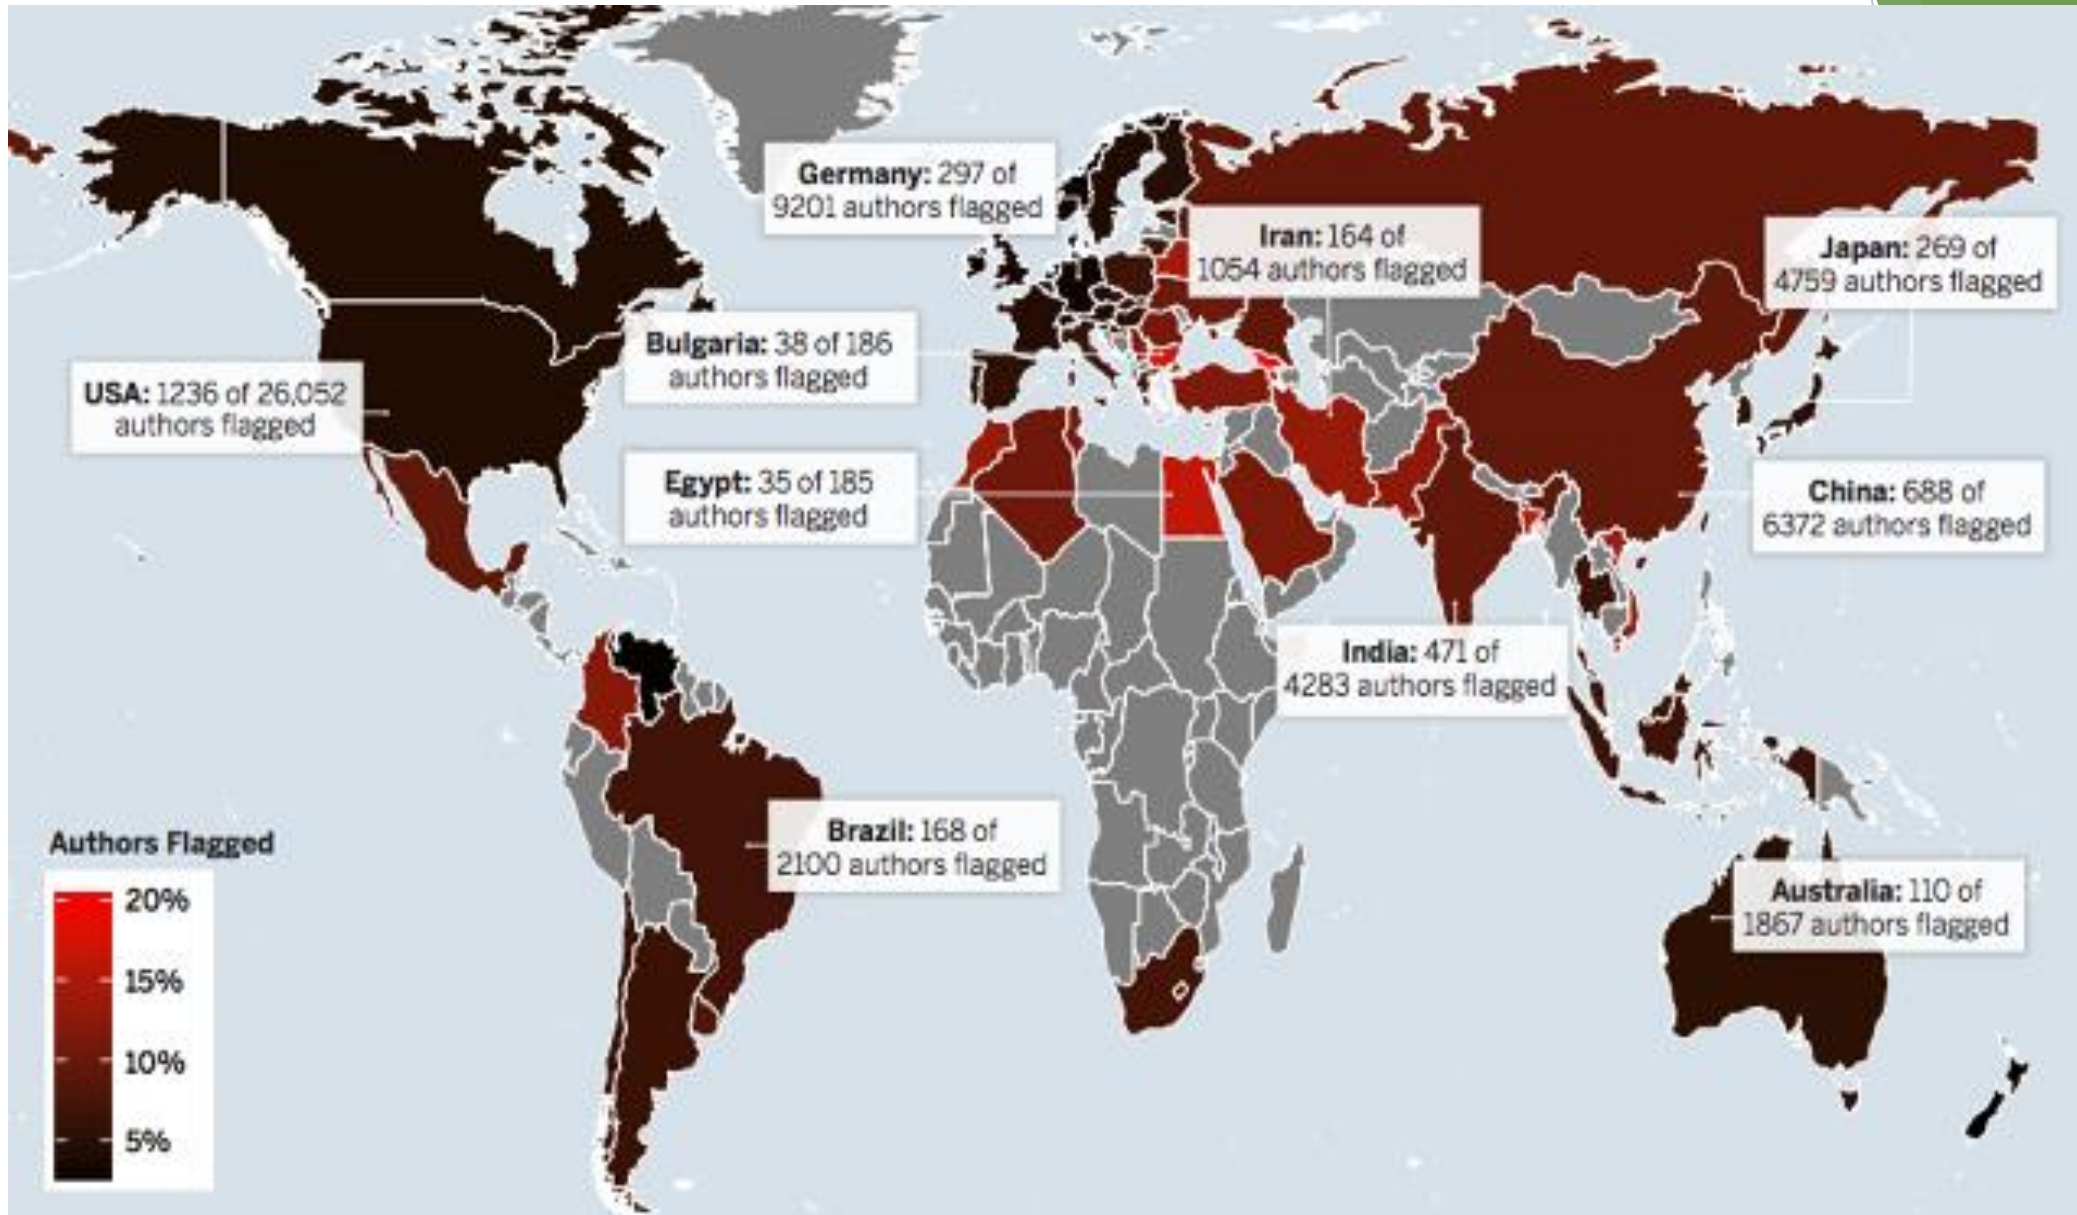 Germany: 297 of
9201 authors flagged
Iran: 164 of
1054 authors flagged
Japan: 269 of
4759 authors flagged
Bulgaria: 38 of 186
authors flagged
USA: 1236 of 26,052
authors flagged
Egypt: 35 of 185
authors flagged
China: 688 of
6372 authors flagged
India: 471 of
4283 authors flagged
Brazil: 168 of
2100 authors flagged
Australia: 110 of
1867 authors flagged
Authors Flagged
20%
15%
10%
5%